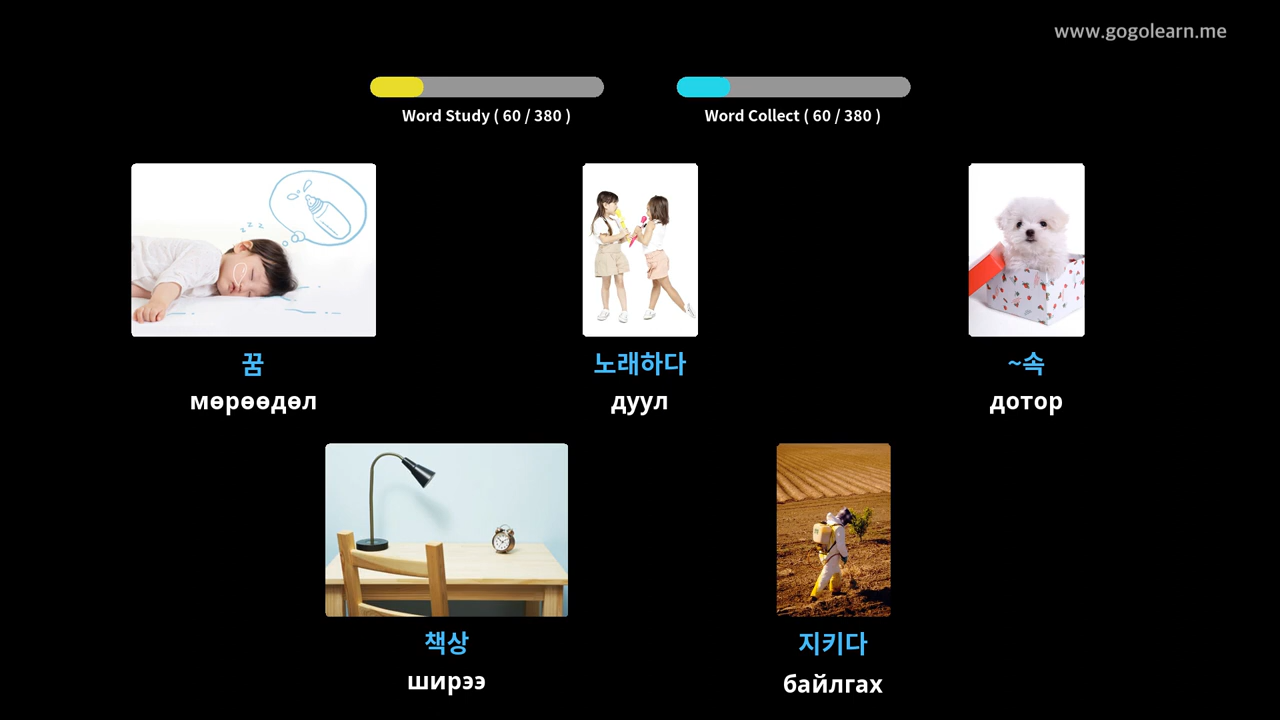 www.gogolearn.me
Word Study ( 60 / 380 )
Word Collect ( 60 / 380 )
z z z
꿈
мөрөөдөл
노래하다
дуул
~속
дотор
책상
ширээ
지키다
байлгах